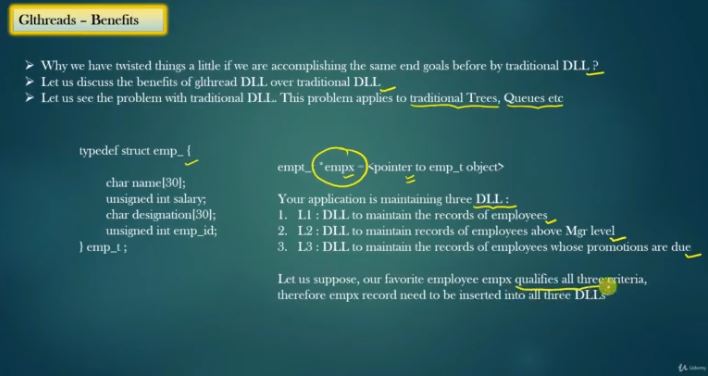 Glthreads – Benefits
➢ Why we have twisted things a little if we are accomplishing the same end goals before by traditional DLL ?
➢ Let us discuss the benefits of glthread DLL over traditional DLL
➢ Let us see the problem with traditional DLL. This problem applies to traditional Trees, Queues etc
typedef struct emp_ {
char name[30];
unsigned int salary;
char designation[30];
unsigned int emp_id;
} emp_t ;
empt_ *empx = <pointer to emp_t object>
Your application is maintaining three DLL :
1. L1 : DLL to maintain the records of employees
2. L2 : DLL to maintain records of employees above Mgr level
3. L3 : DLL to maintain the records of employees whose promotions are due
Let us suppose, our favorite employee empx qualifies all three criteria,
therefore empx record need to be inserted into all three DLLs
Udemy